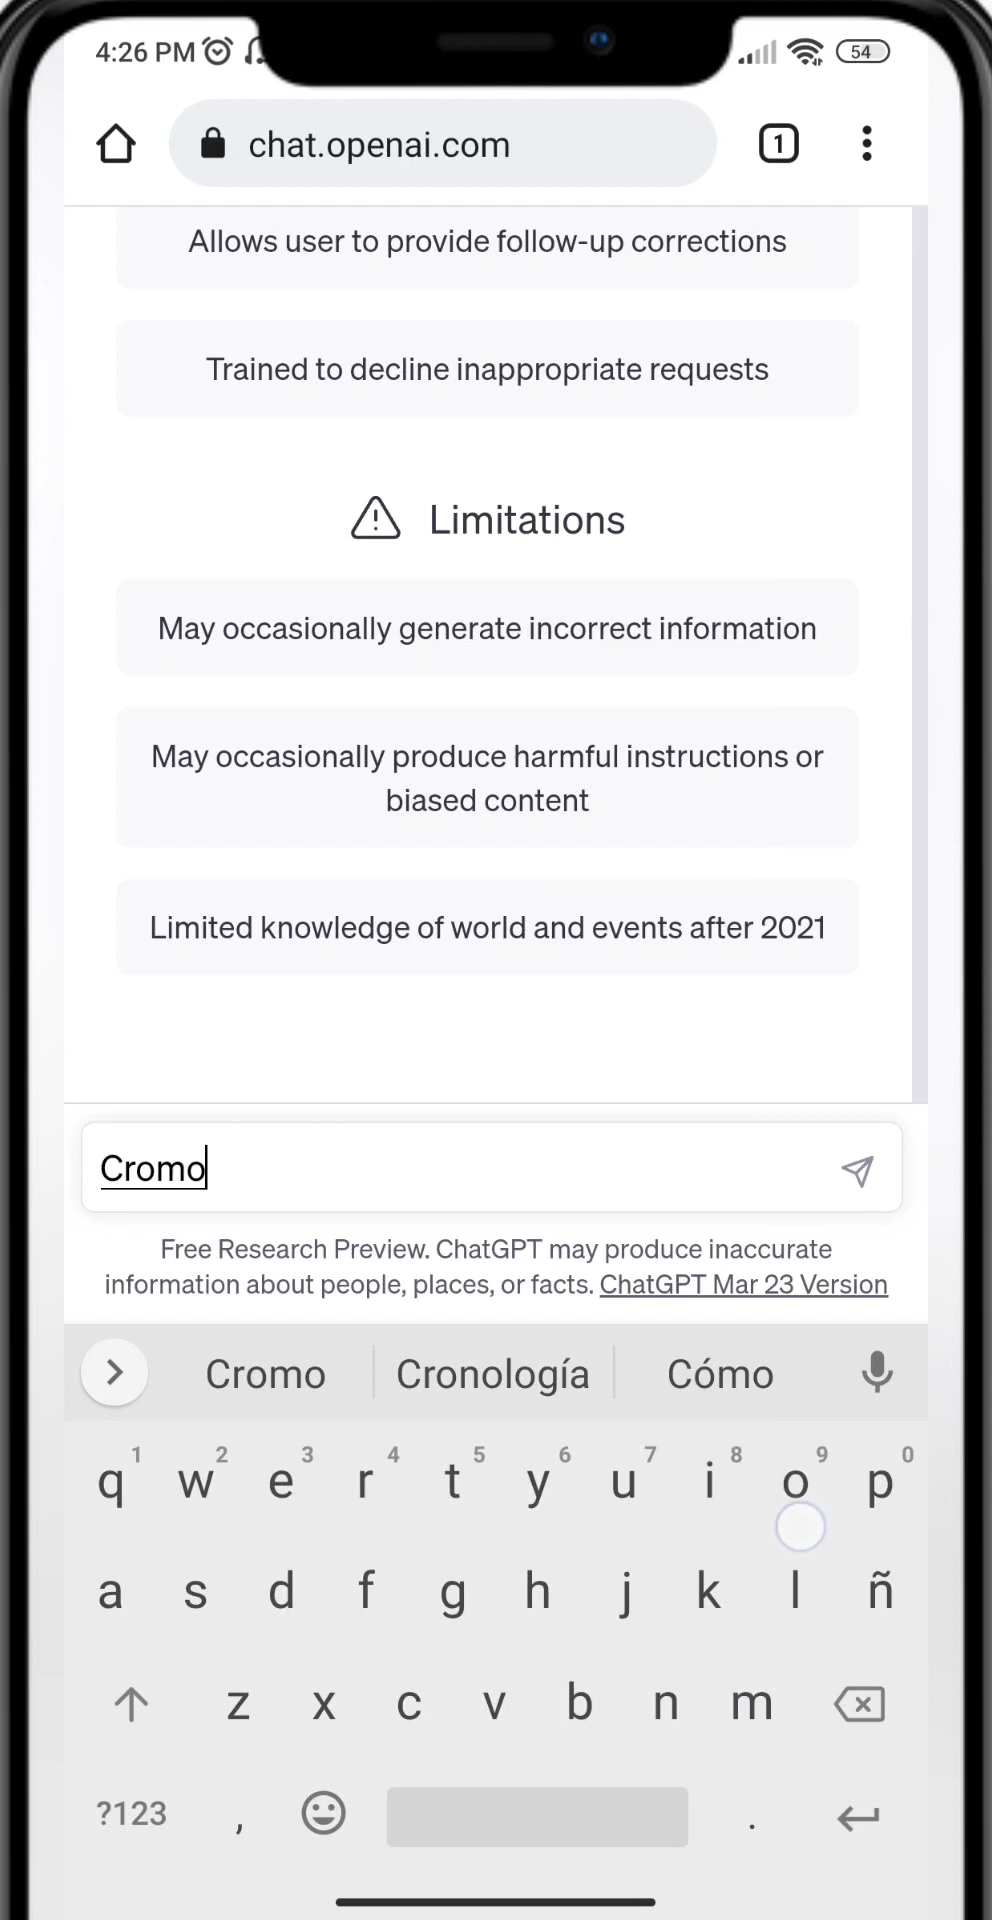 4:26 PM
54
chat.openai.com
1
Allows user to provide follow-up corrections
Trained to decline inappropriate requests
Limitations
May occasionally generate incorrect information
May occasionally produce harmful instructions or
biased content
Limited knowledge of world and events after 2021
Cromo
Free Research Preview. ChatGPT may produce inaccurate
information about people, places, or facts. ChatGPT Mar 23 Version
Cromo Cronología Cómo
1 2 3 4 5 6 7 8 9 0
q w e r t y u i o p
a s d f g h j k l ñ
z x c v b n m
?123 , .